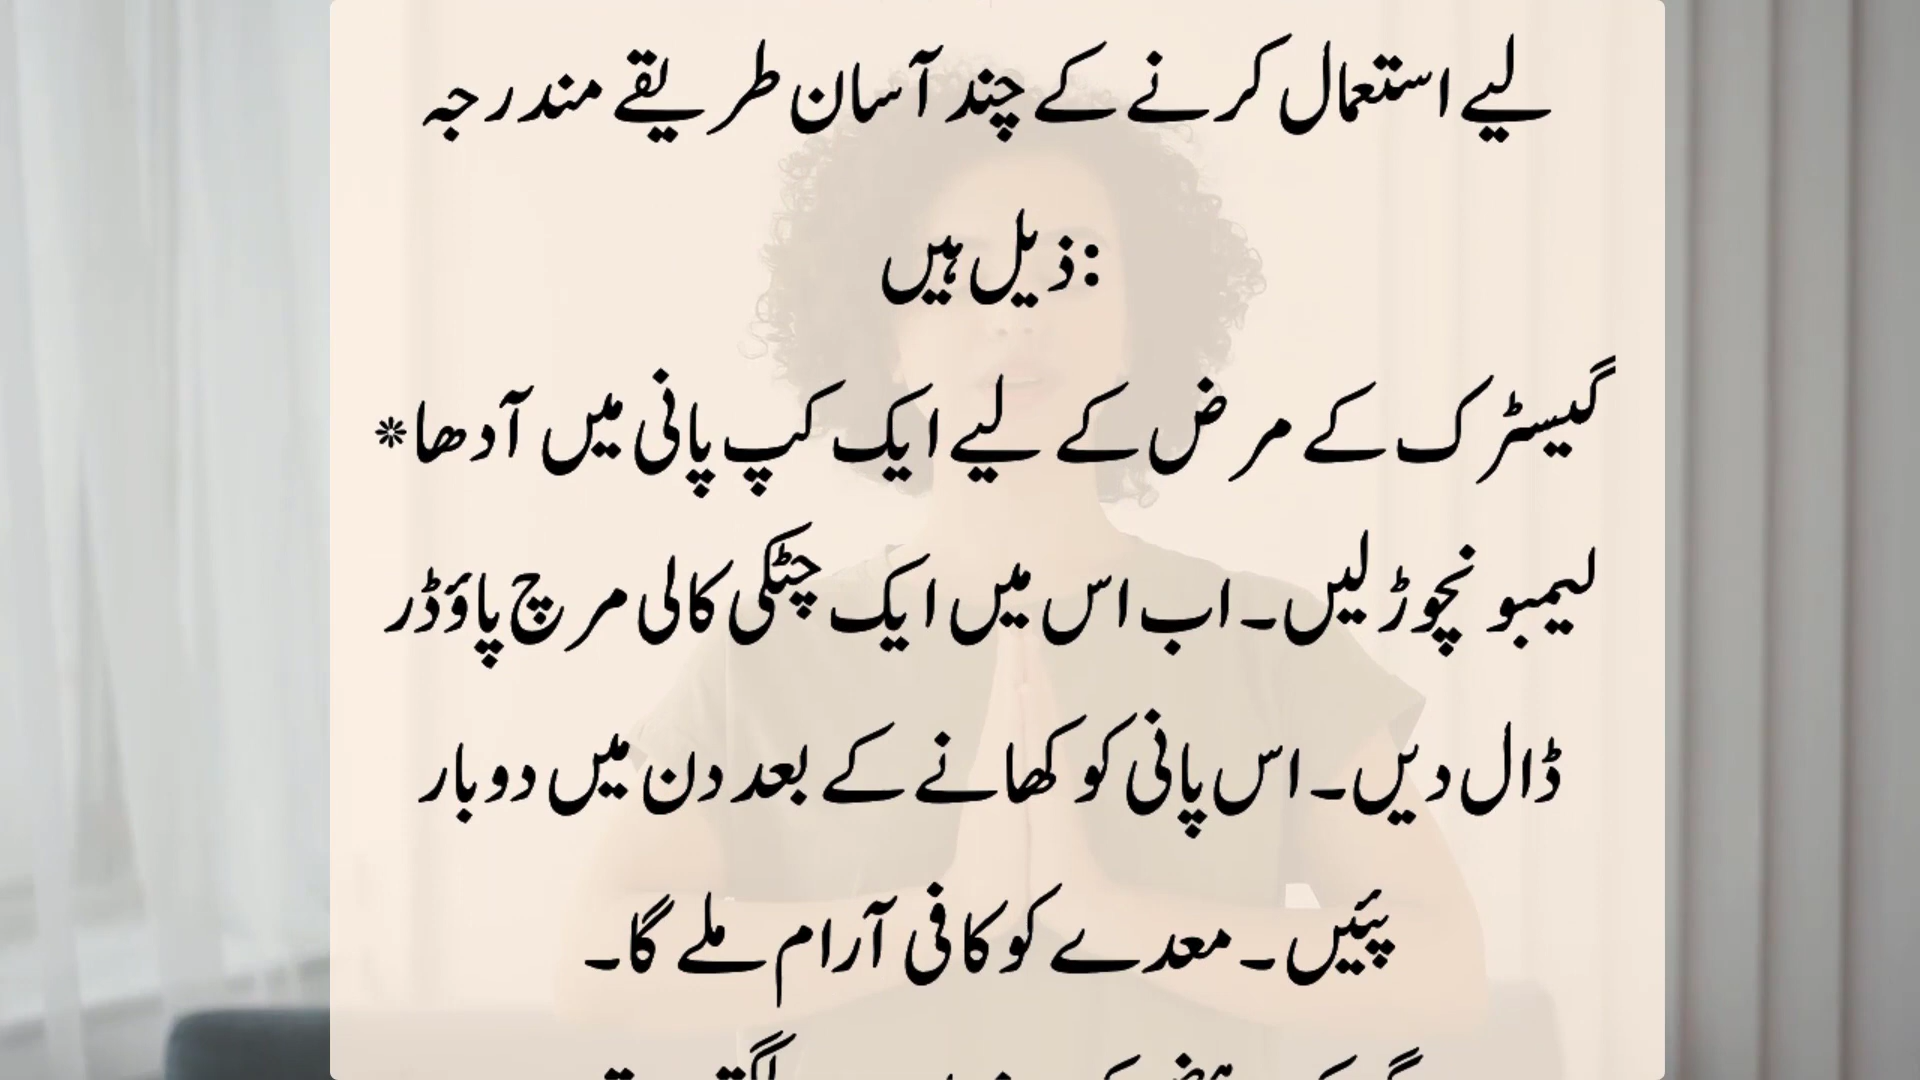 لیے استعمال کرنے کے چند آسان طریقے مندرجہ
:ذیل ہیں
گیسٹرک کے مرض کے لیے ایک کپ پانی میں آدھا*
لیمبو نچوڑ لیں۔ اب اس میں ایک چٹکی کالی مرچ پاؤڈر
ڈال دیں۔ اس پانی کو کھانے کے بعد دن میں دو بار
پئیں۔ معدے کو کافی آرام ملے گا۔